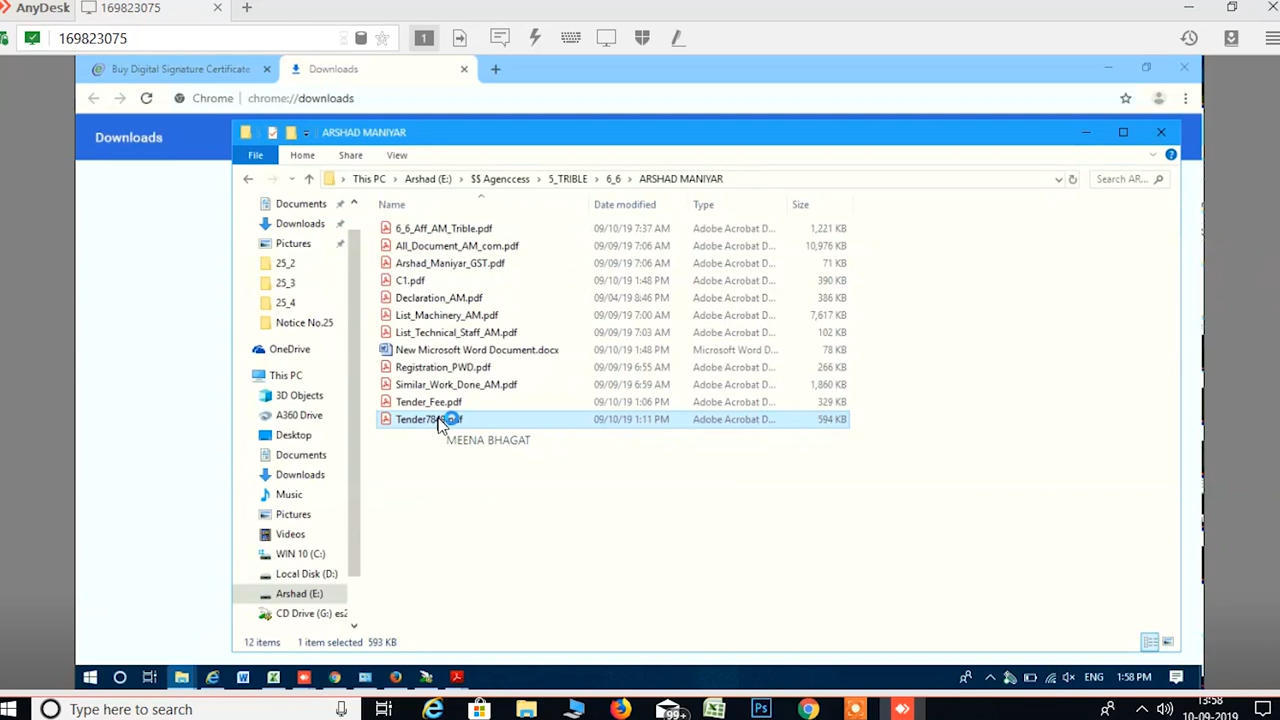 AnyDesk
169823075
169823075
1
Buy Digital Signature Certificate
Downloads
Chrome
chrome://downloads
Downloads
ARSHAD MANIYAR
File
Home
Share
View
This PC > Arshad (E:) > $$ Agenccess > 5_TRIBLE > 6_6 > ARSHAD MANIYAR
Search AR...
Documents
Downloads
Pictures
25_2
25_3
25_4
Notice No.25
OneDrive
This PC
3D Objects
A360 Drive
Desktop
Documents
Downloads
Music
Pictures
Videos
WIN 10 (C:)
Local Disk (D:)
Arshad (E:)
CD Drive (G:) es2
Name Date modified Type Size
6_6_Aff_AM_Trible.pdf 09/10/19 7:37 AM Adobe Acrobat D... 1,221 KB
All_Document_AM_com.pdf 09/09/19 7:06 AM Adobe Acrobat D... 10,976 KB
Arshad_Maniyar_GST.pdf 09/09/19 7:06 AM Adobe Acrobat D... 71 KB
C1.pdf 09/10/19 1:48 PM Adobe Acrobat D... 390 KB
Declaration_AM.pdf 09/04/19 8:46 PM Adobe Acrobat D... 386 KB
List_Machinery_AM.pdf 09/09/19 7:00 AM Adobe Acrobat D... 7,617 KB
List_Technical_Staff_AM.pdf 09/09/19 7:03 AM Adobe Acrobat D... 102 KB
New Microsoft Word Document.docx 09/10/19 1:48 PM Microsoft Word D... 78 KB
Registration_PWD.pdf 09/09/19 6:55 AM Adobe Acrobat D... 266 KB
Similar_Work_Done_AM.pdf 09/09/19 6:59 AM Adobe Acrobat D... 1,860 KB
Tender_Fee.pdf 09/10/19 1:06 PM Adobe Acrobat D... 329 KB
09/10/19 1:11 PM Adobe Acrobat D... 594 KB
MEENA BHAGAT
12 items
1 item selected 593 KB
ENG
1:58 PM
Type here to search
99+
13:58
10-09-2019